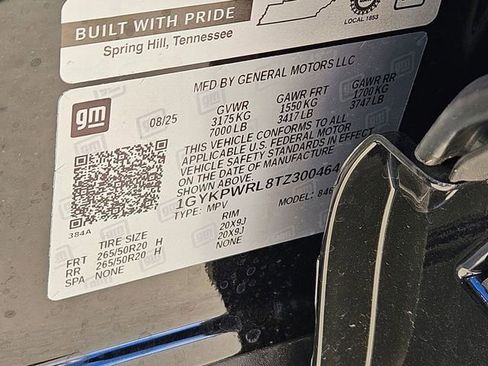 BUILT WITH PRIDE
Spring Hill, Tennessee
LOCAL 1853
gm
MFD BY GENERAL MOTORS LLC
08/25
GVWR GAWR FRT GAWR RR
3175 KG 1550 KG 1700 KG
7000 LB 3417 LB 3747 LB
THIS VEHICLE CONFORMS TO ALL
APPLICABLE U.S. FEDERAL MOTOR
VEHICLE SAFETY STANDARDS IN EFFECT
ON THE DATE OF MANUFACTURE
1GYKPWRL8TZ300464
TYPE: MPV MODEL:
384A
TIRE SIZE RIM
FRT 265/50R20 H 20X9J
RR 265/50R20 H 20X9J
SPA NONE NONE